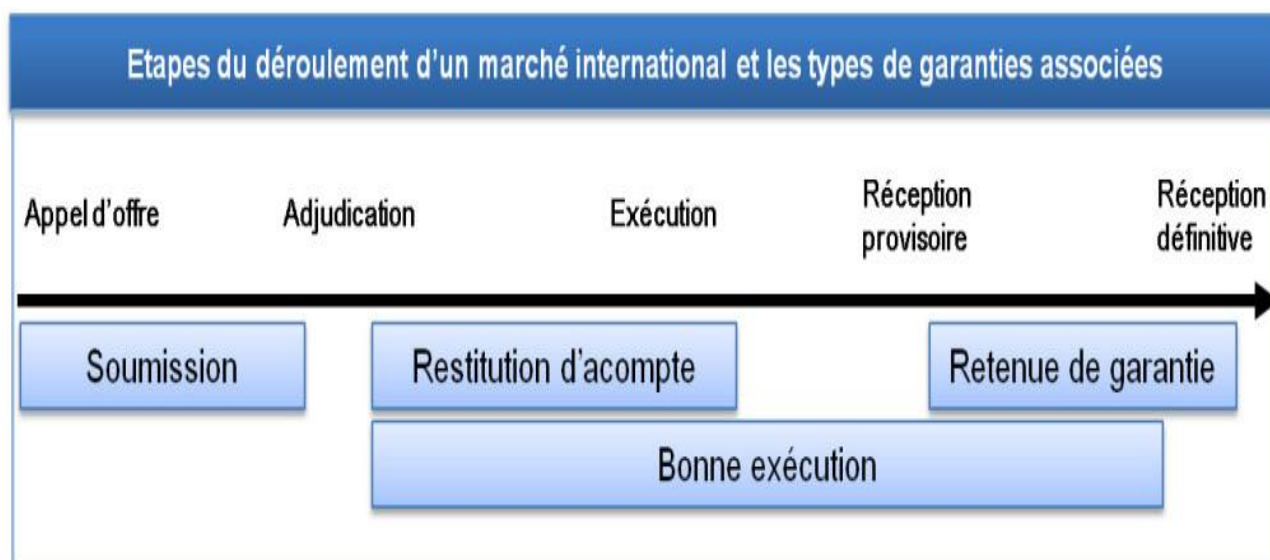 Etapes du déroulement d'un marché international et les types de garanties associées
Appel d'offre
Adjudication
Exécution
Réception
provisoire
Réception
définitive
Soumission
Restitution d'acompte
Retenue de garantie
Bonne exécution